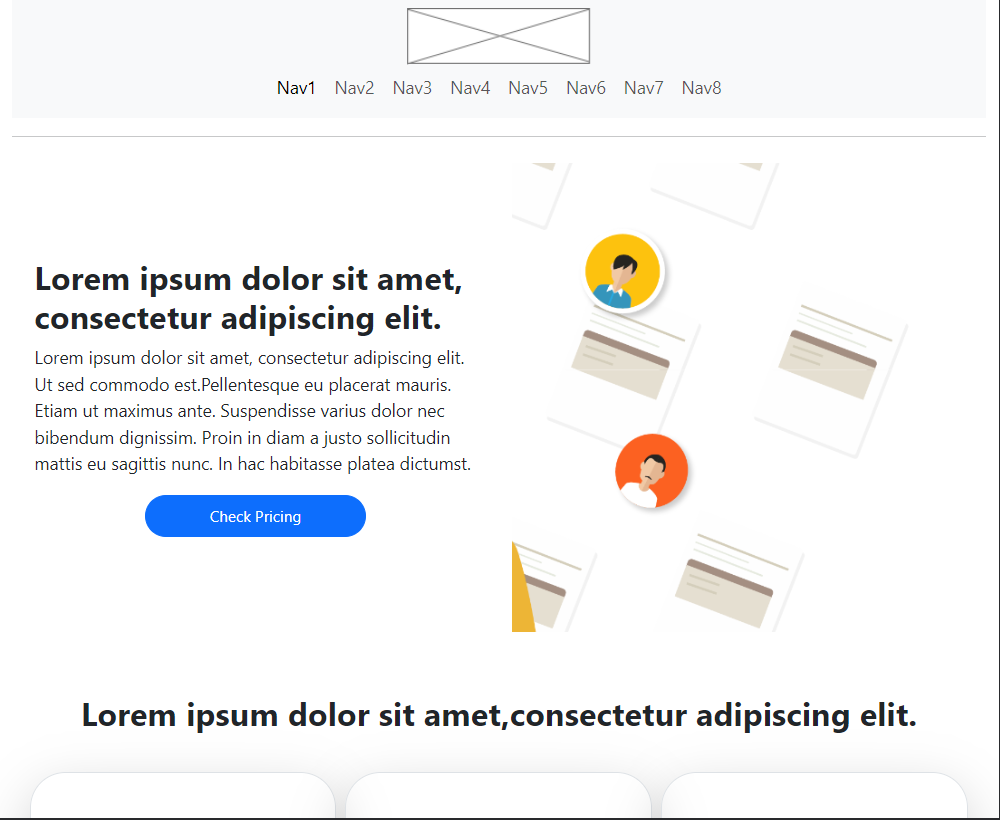 Nav1 Nav2 Nav3 Nav4 Nav5 Nav6 Nav7 Nav8
Lorem ipsum dolor sit amet,
consectetur adipiscing elit.
Lorem ipsum dolor sit amet, consectetur adipiscing elit.
Ut sed commodo est.Pellentesque eu placerat mauris.
Etiam ut maximus ante. Suspendisse varius dolor nec
bibendum dignissim. Proin in diam a justo sollicitudin
mattis eu sagittis nunc. In hac habitasse platea dictumst.
Check Pricing
Lorem ipsum dolor sit amet,consectetur adipiscing elit.